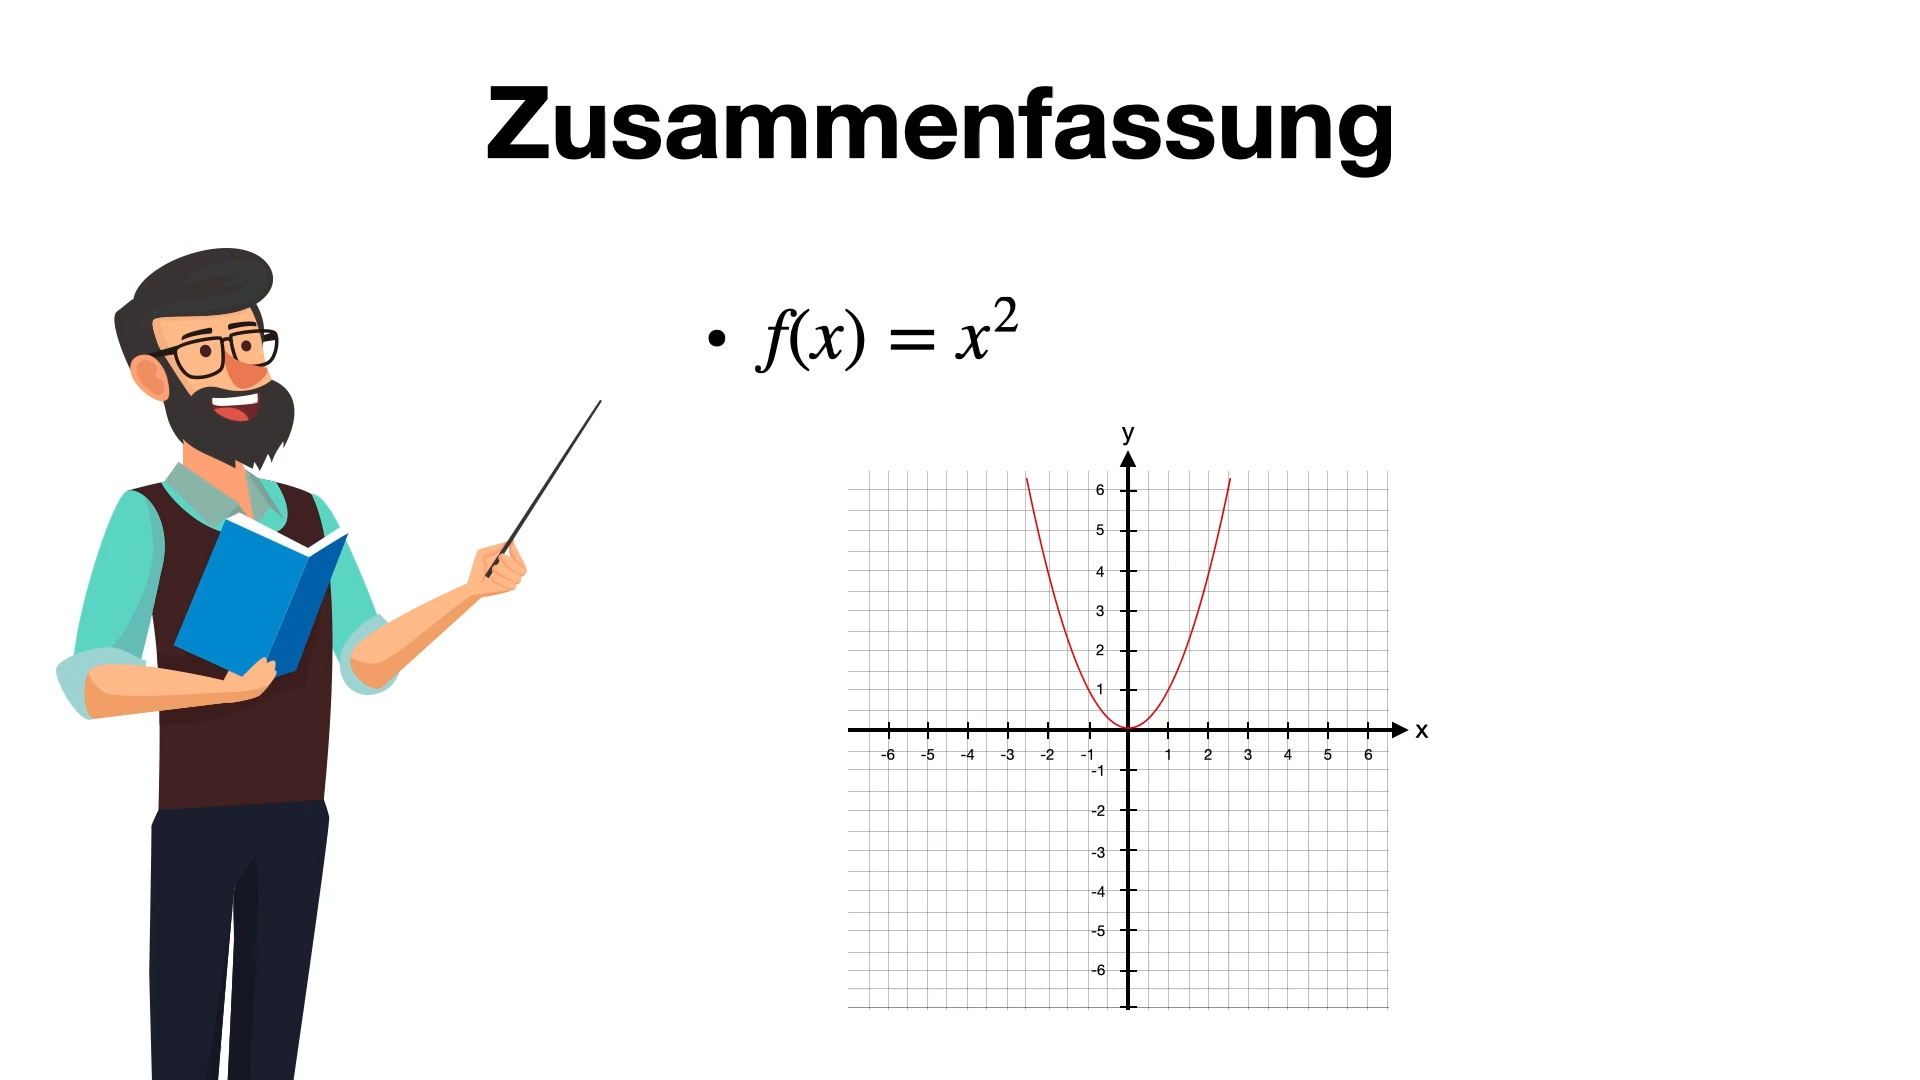 Zusammenfassung
• f(x) = x²
y
6
5
4
3
2
1
x
-6 -5 -4 -3 -2 -1 1 2 3 4 5 6
-1
-2
-3
-4
-5
-6